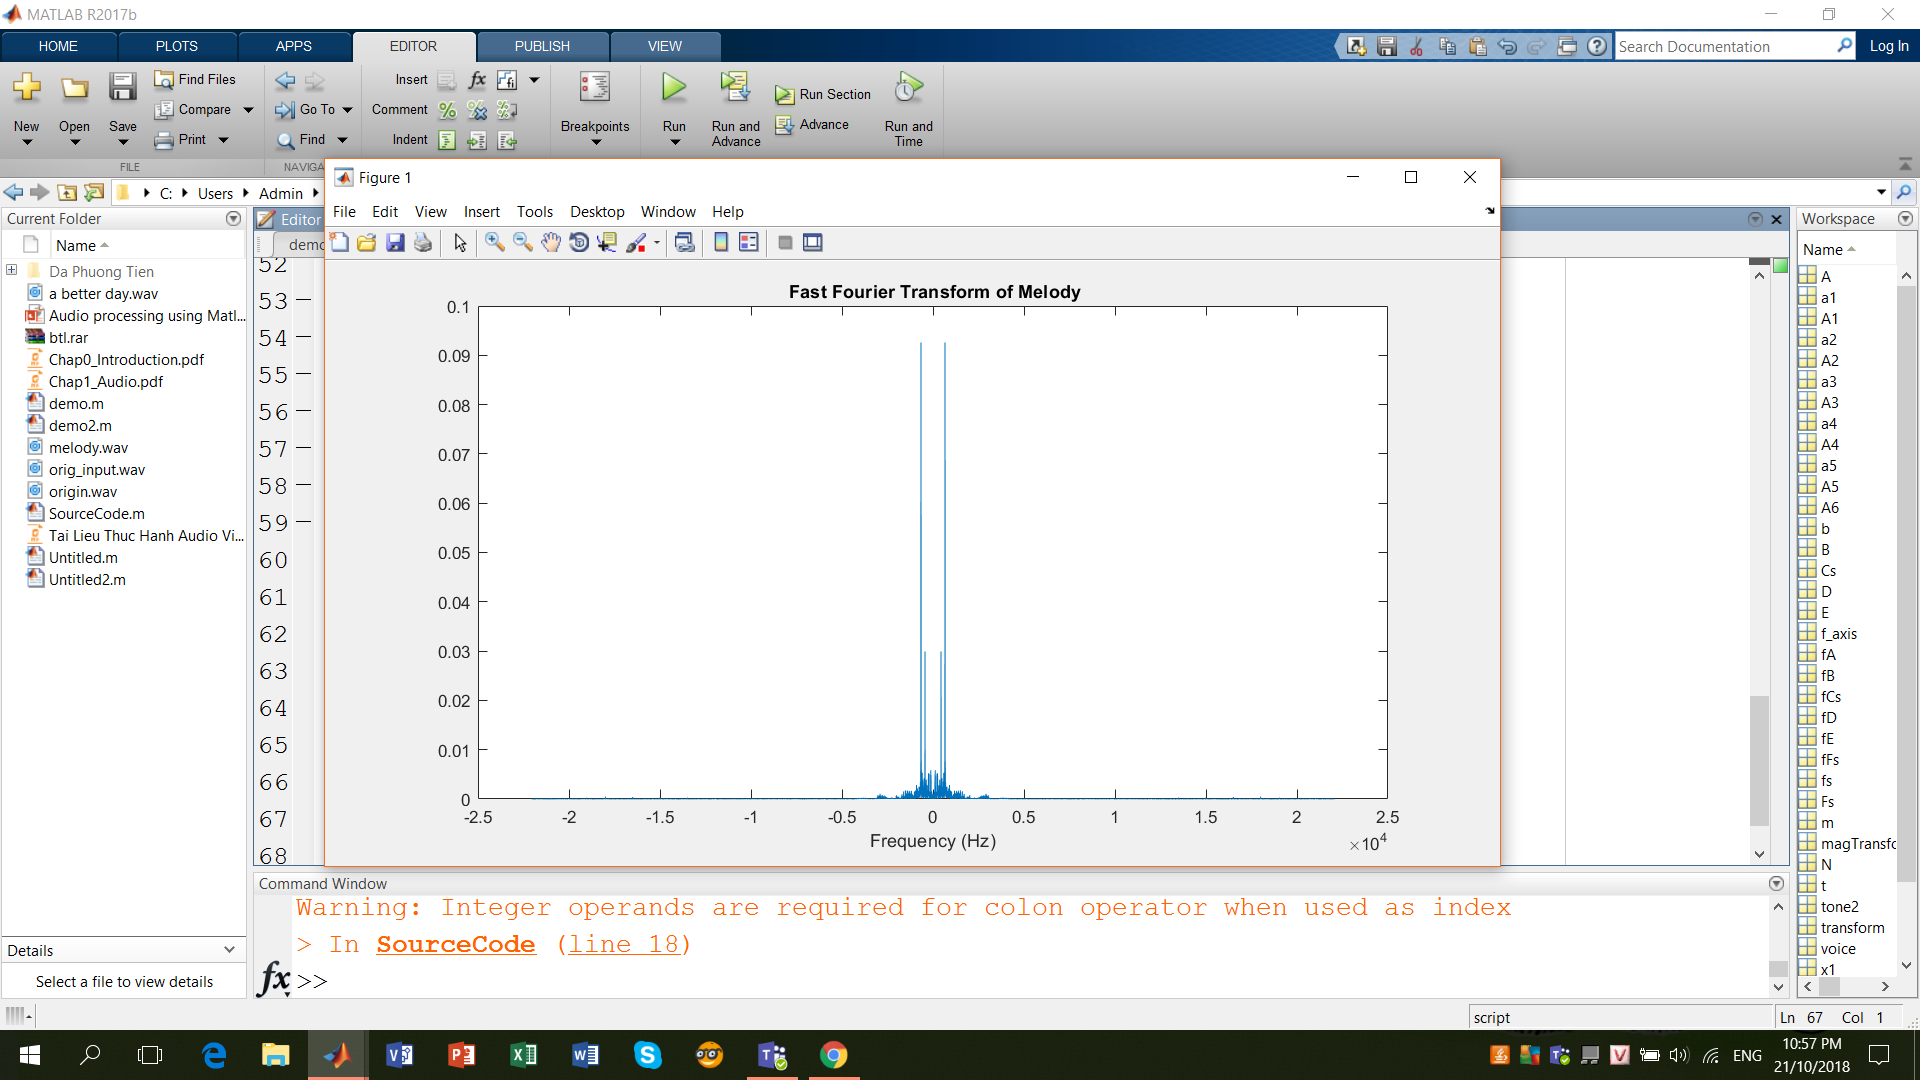 MATLAB R2017b
HOME PLOTS APPS EDITOR PUBLISH VIEW
Search Documentation
Log In
New
Open
Save
Find Files
Compare
Print
FILE
Go To
Find
Insert
Comment
Indent
fx
Breakpoints
Run
Run and
Advance
Run Section
Advance
Run and
Time
C: Users Admin
Current Folder
Name
Da Phuong Tien
a better day.wav
Audio processing using Matl...
btl.rar
Chap0_Introduction.pdf
Chap1_Audio.pdf
demo.m
demo2.m
melody.wav
orig_input.wav
origin.wav
SourceCode.m
Tai Lieu Thuc Hanh Audio Vi...
Untitled.m
Untitled2.m
Details
Select a file to view details
Editor
52
53
54
55
56
57
58
59
60
61
62
63
64
65
66
67
68
Figure 1
File Edit View Insert Tools Desktop Window Help
Fast Fourier Transform of Melody
0.1
0.09
0.08
0.07
0.06
0.05
0.04
0.03
0.02
0.01
0
-2.5 -2 -1.5 -1 -0.5 0 0.5 1 1.5 2 2.5
Frequency (Hz)
×10^4
Command Window
Warning: Integer operands are required for colon operator when used as index
> In SourceCode (line 18)
fx >>
Workspace
Name
A
a1
A1
a2
A2
a3
A3
a4
A4
a5
A5
A6
b
B
Cs
D
E
f_axis
fA
fB
fCs
fD
fE
fFs
fs
Fs
m
magTransfc
N
t
tone2
transform
voice
x1
script
Ln 67 Col 1
ENG
10:57 PM
21/10/2018